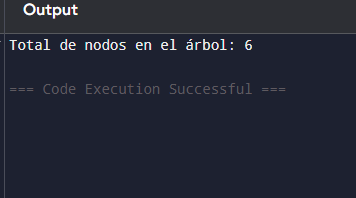 Output
Total de nodos en el árbol: 6
=== Code Execution Successful ===